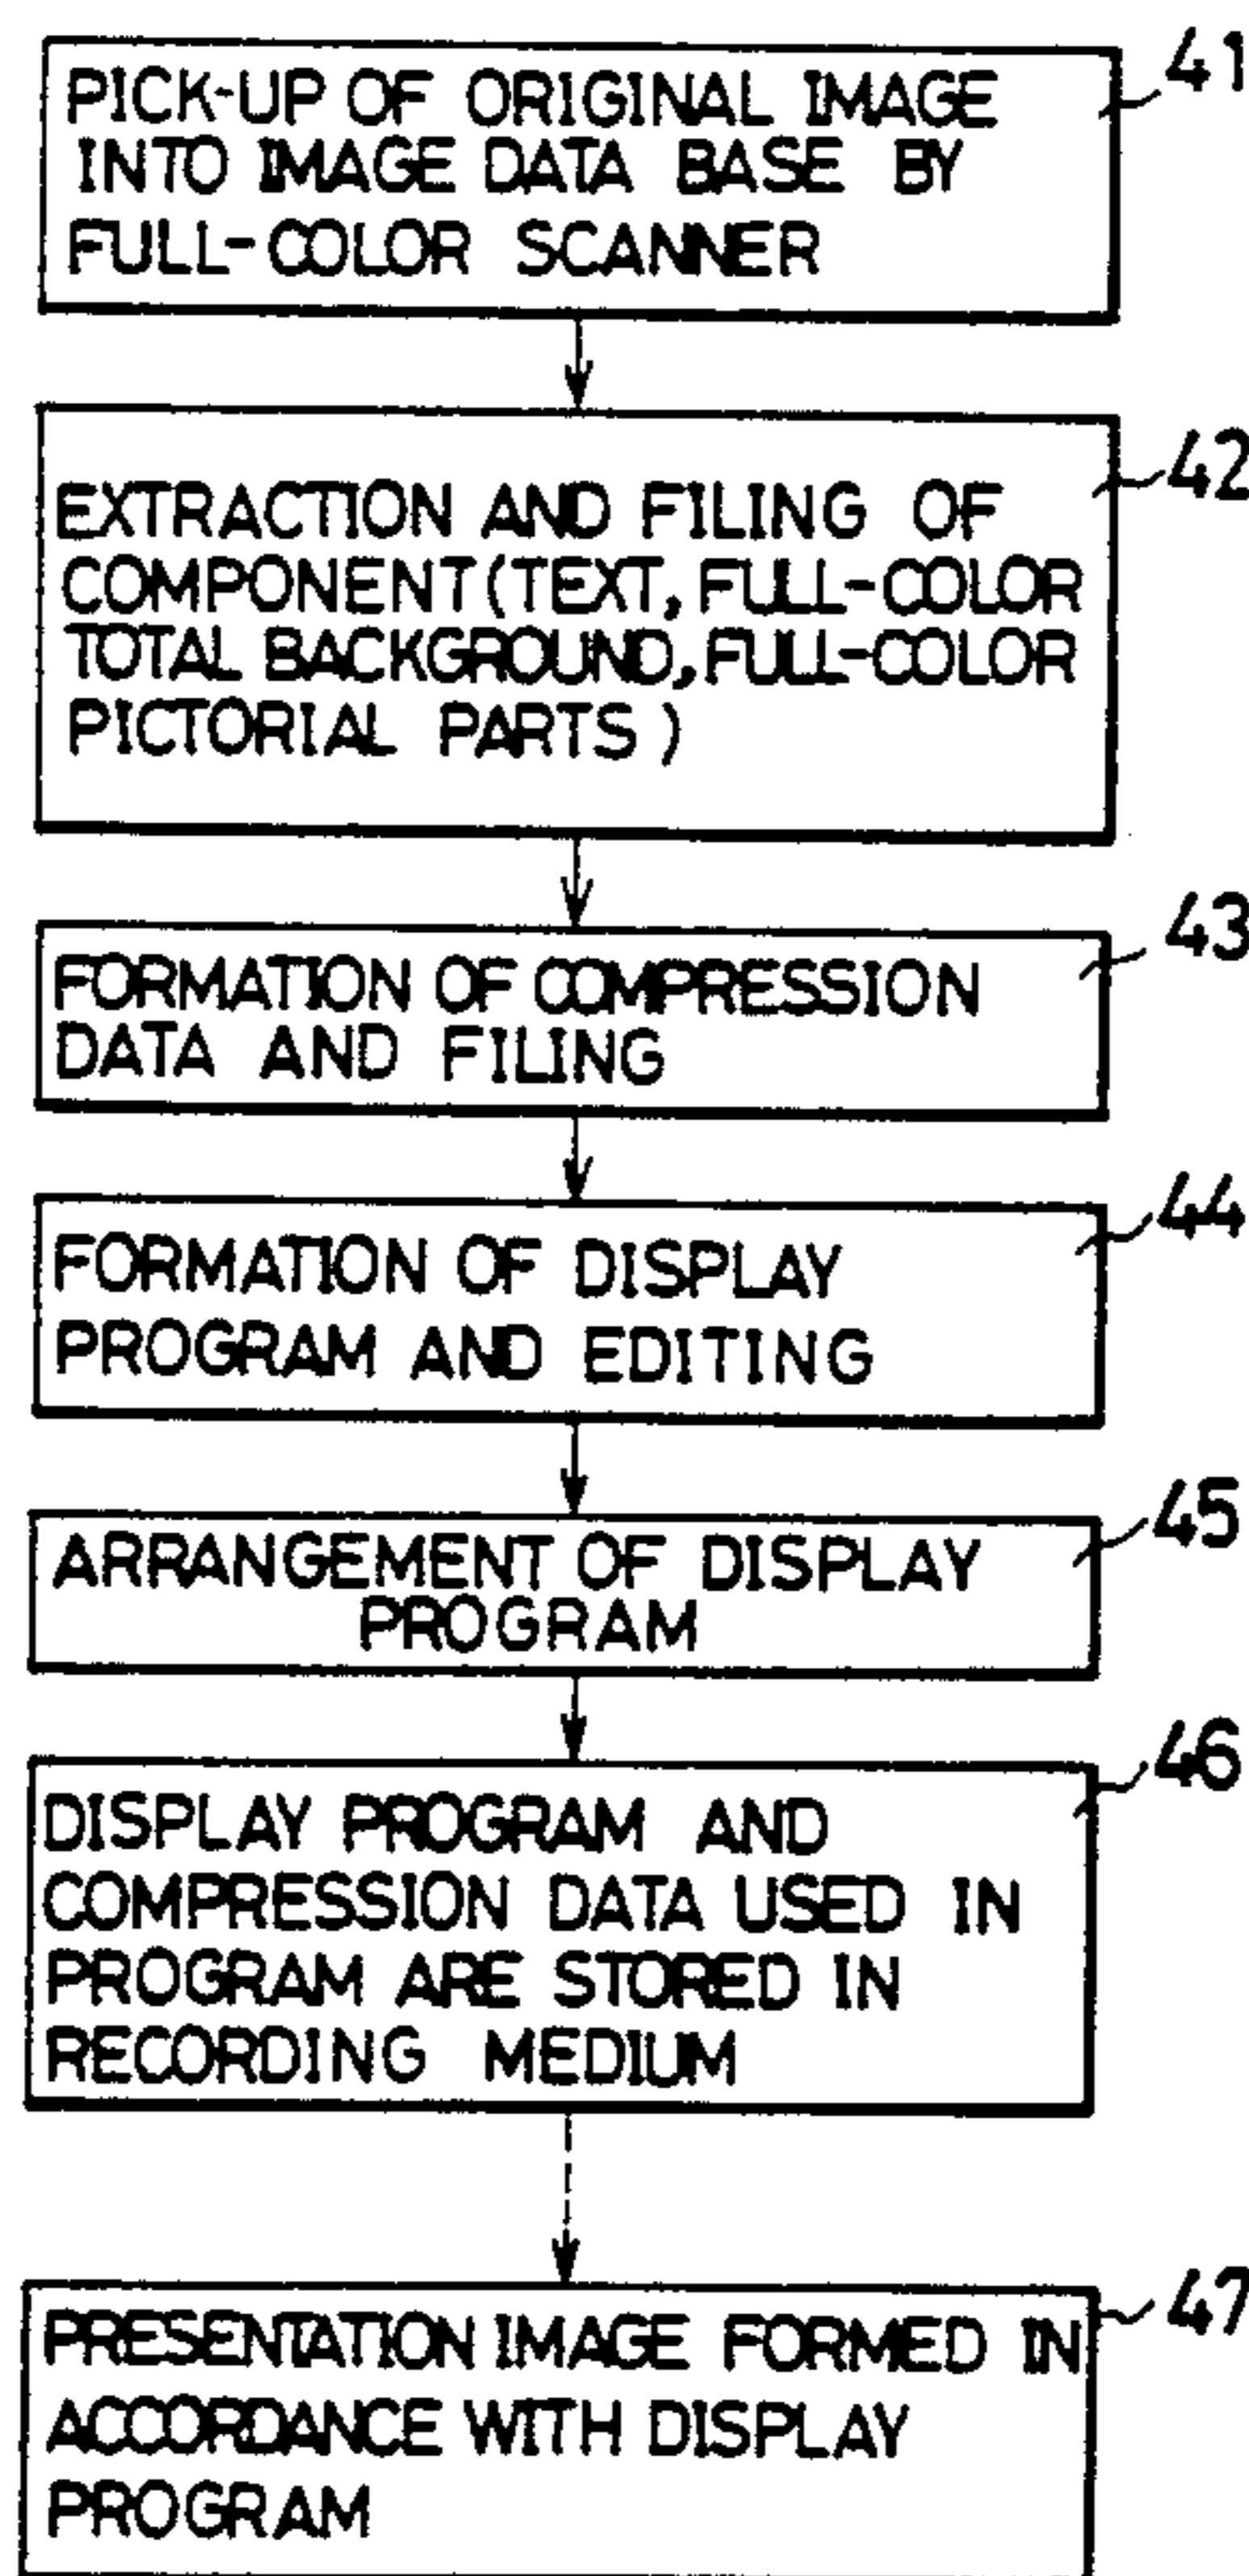 41
PICK-UP OF ORIGINAL IMAGE
INTO IMAGE DATA BASE BY
FULL-COLOR SCANNER
42
EXTRACTION AND FILING OF
COMPONENT (TEXT, FULL-COLOR
TOTAL BACKGROUND, FULL-COLOR
PICTORIAL PARTS)
43
FORMATION OF COMPRESSION
DATA AND FILING
44
FORMATION OF DISPLAY
PROGRAM AND EDITING
45
ARRANGEMENT OF DISPLAY
PROGRAM
46
DISPLAY PROGRAM AND
COMPRESSION DATA USED IN
PROGRAM ARE STORED IN
RECORDING MEDIUM
47
PRESENTATION IMAGE FORMED IN
ACCORDANCE WITH DISPLAY
PROGRAM